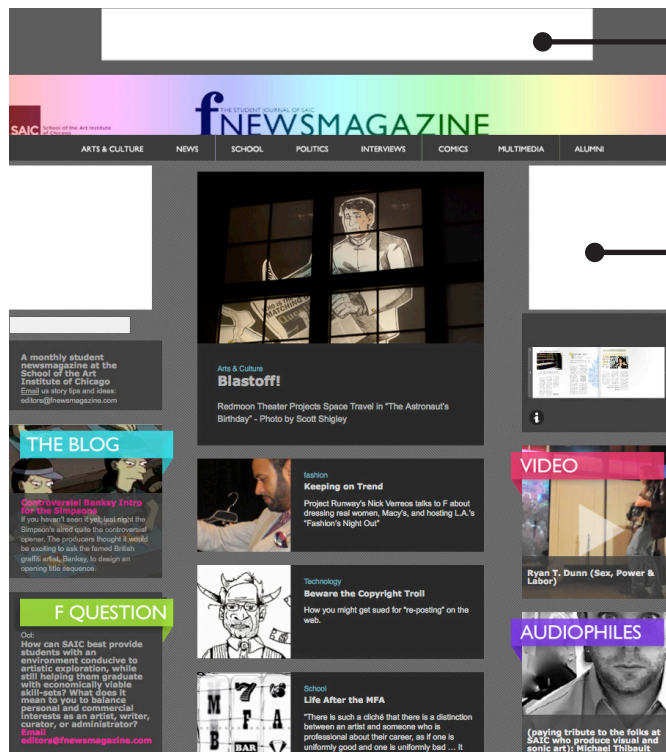 THE STUDENT JOURNAL OF SAIC
fNEWSMAGAZINE
SAIC School of the Art Institute
of Chicago
ARTS & CULTURE NEWS SCHOOL POLITICS INTERVIEWS COMICS MULTIMEDIA ALUMNI
A monthly student
newsmagazine at the
School of the Art
Institute of Chicago
Email us story tips and ideas:
editors@fnewsmagazine.com
THE BLOG
Controversial Banksy Intro
for the Simpsons
If you haven't seen it yet, last night the
Simpson's aired quite the controversial
opener. The producers thought it would
be exciting to ask the famed British
graffiti artist, Banksy, to design an
opening title sequence.
F QUESTION
Oct:
How can SAIC best provide
students with an
environment conducive to
artistic exploration, while
still helping them graduate
with economically viable
skill-sets? What does it
mean to you to balance
personal and commercial
interests as an artist, writer,
curator, or administrator?
Email
editors@fnewsmagazine.com
WHO IS THE
MATCHING
Arts & Culture
Blastoff!
Redmoon Theater Projects Space Travel in "The Astronaut's
Birthday" - Photo by Scott Shigley
fashion
Keeping on Trend
Project Runway's Nick Verreos talks to F about
dressing real women, Macy's, and hosting L.A.'s
"Fashion's Night Out"
Technology
Beware the Copyright Troll
How you might get sued for "re-posting" on the
web.
M 7 A
F
B BAR A
School
Life After the MFA
"There is such a cliché that there is a distinction
between an artist and someone who is
professional about their career, as if one is
uniformly good and one is uniformly bad ... It
i
VIDEO
Ryan T. Dunn (Sex, Power &
Labor)
AUDIOPHILES
(paying tribute to the folks at
SAIC who produce visual and
sonic art): Michael Thibault